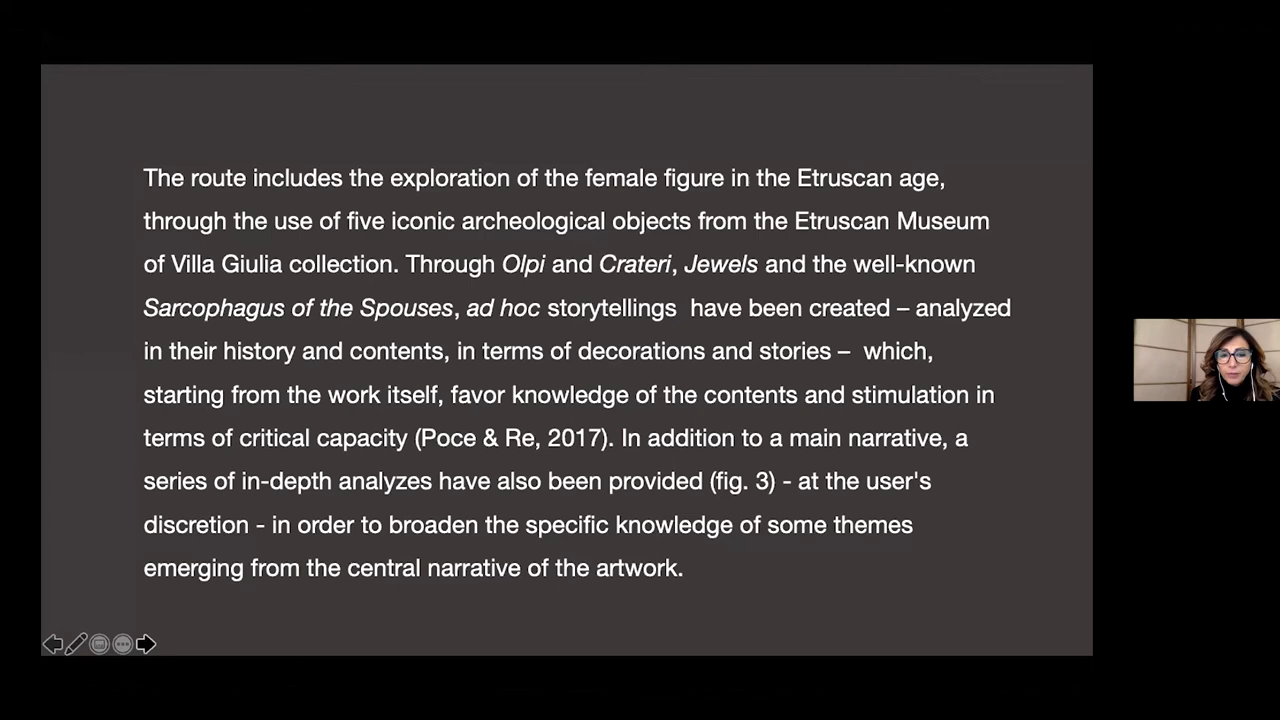 The route includes the exploration of the female figure in the Etruscan age,
through the use of five iconic archeological objects from the Etruscan Museum
of Villa Giulia collection. Through Olpi and Crateri, Jewels and the well-known
Sarcophagus of the Spouses, ad hoc storytellings  have been created – analyzed
in their history and contents, in terms of decorations and stories –  which,
starting from the work itself, favor knowledge of the contents and stimulation in
terms of critical capacity (Poce & Re, 2017). In addition to a main narrative, a
series of in-depth analyzes have also been provided (fig. 3) - at the user's
discretion - in order to broaden the specific knowledge of some themes
emerging from the central narrative of the artwork.